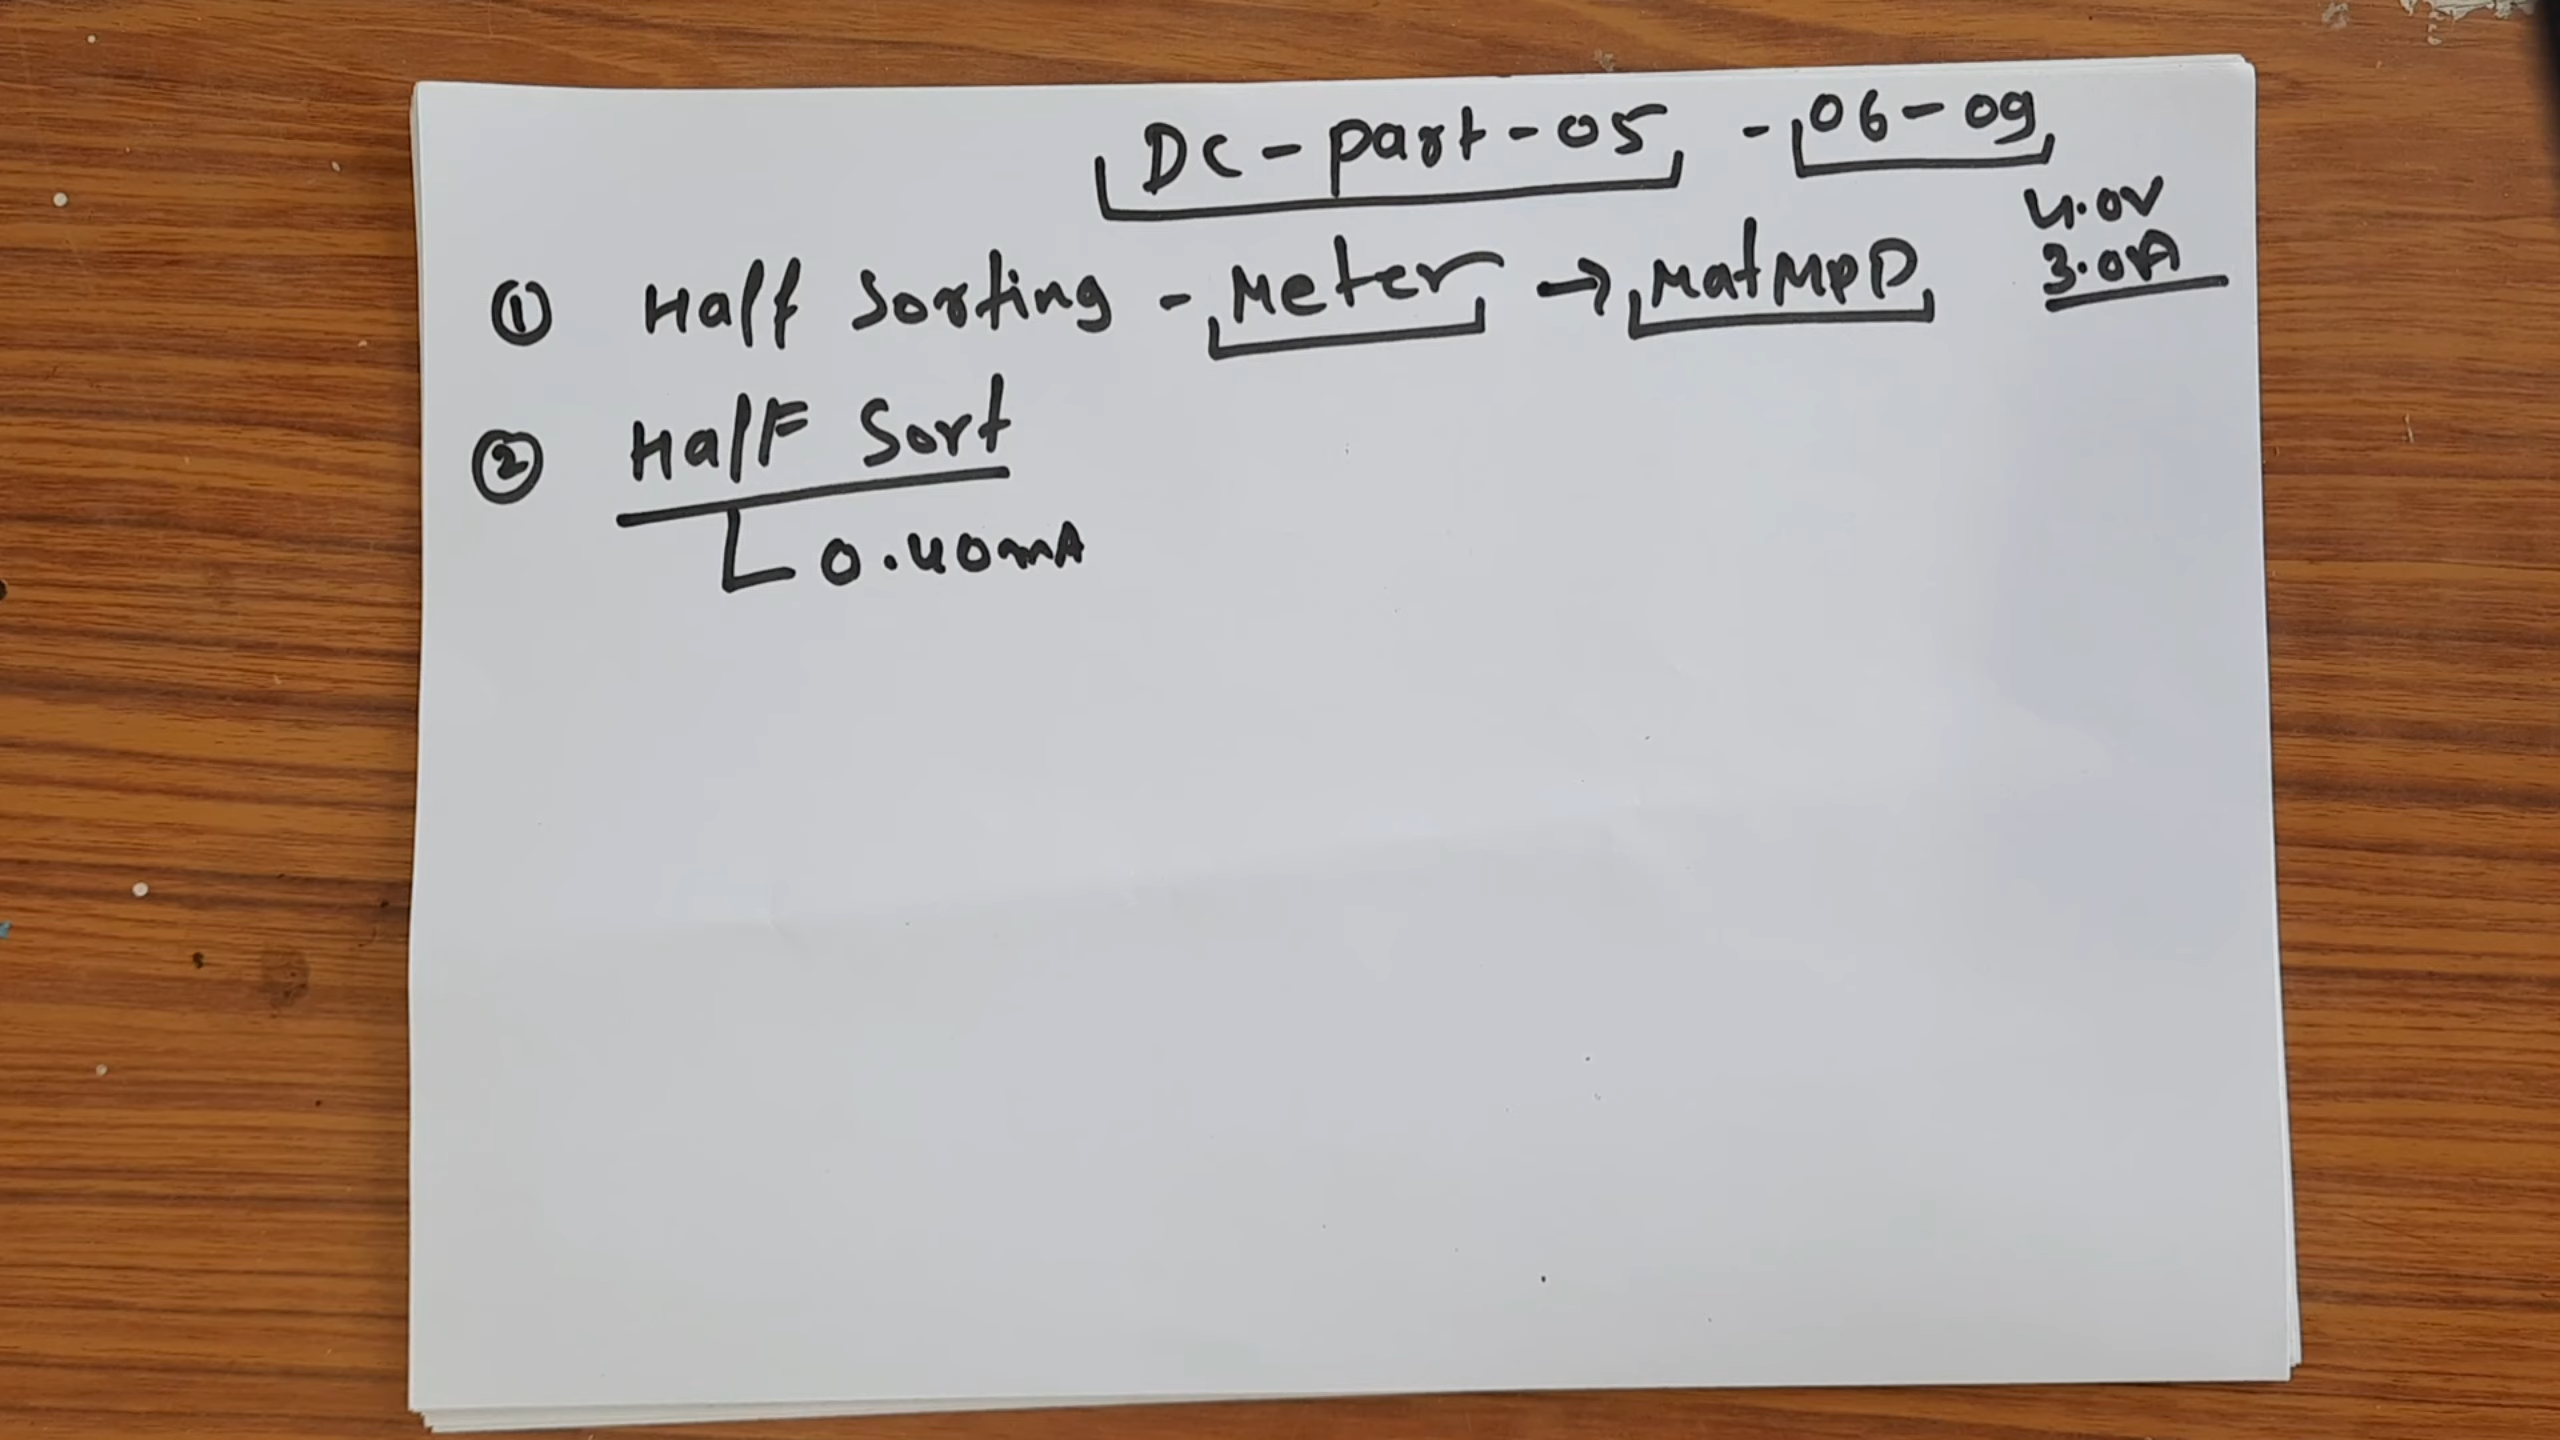 DC - part - 05 - 06 - 09
4.0V
① Half Sorting - Meter → MatMPD 3.0A
② Half Sort
0.40mA